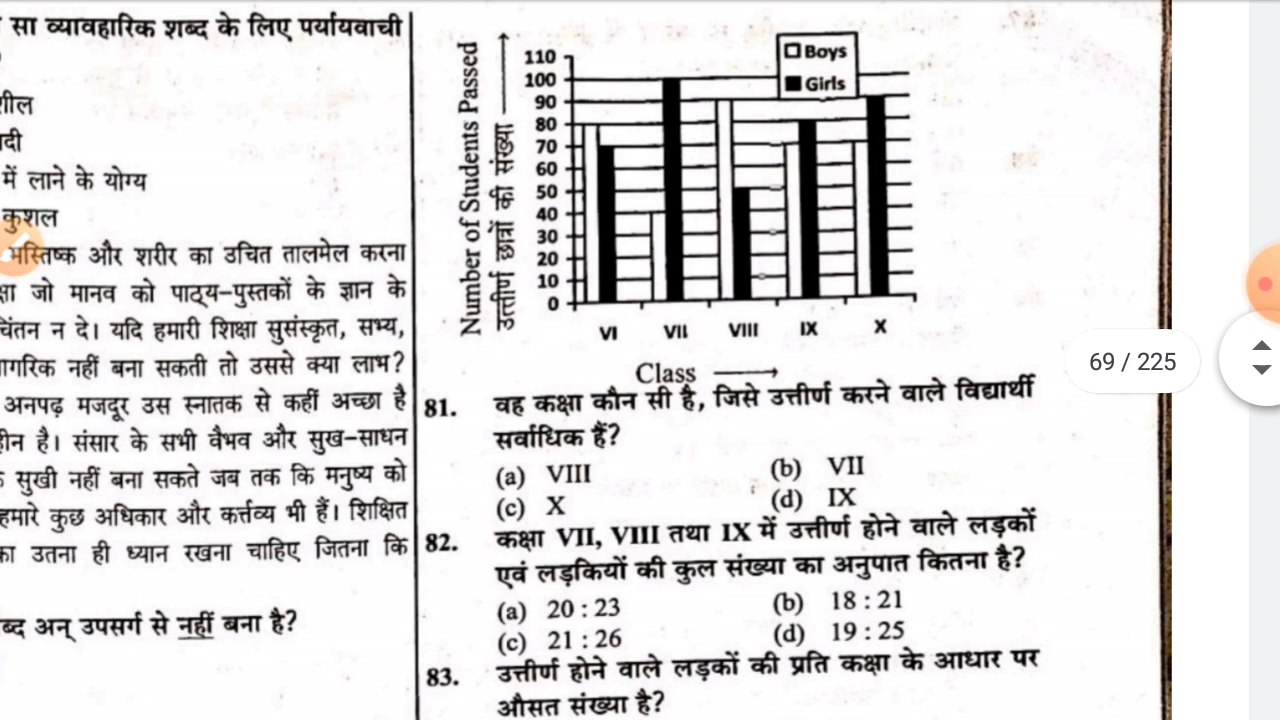 सा व्यावहारिक शब्द के लिए पर्यायवाची
शील
में लाने के योग्य
कुशल
मस्तिष्क और शरीर का उचित तालमेल करना
जो मानव को पाठ्य-पुस्तकों के ज्ञान के
चिंतन न दे। यदि हमारी शिक्षा सुसंस्कृत, सभ्य,
नहीं बना सकती तो उससे क्या लाभ?
अनपढ़ मजदूर उस स्नातक से कहीं अच्छा है
है। संसार के सभी वैभव और सुख-साधन
सुखी नहीं बना सकते जब तक कि मनुष्य को
हमारे कुछ अधिकार और कर्त्तव्य भी हैं। शिक्षित
उतना ही ध्यान रखना चाहिए जितना कि
अन् उपसर्ग से नहीं बना है?
Number of Students Passed
उत्तीर्ण छात्रों की संख्या
Boys
Girls
110
100
90
80
70
60
50
40
30
20
10
0
VI VII VIII IX X
Class
81. वह कक्षा कौन सी है, जिसे उत्तीर्ण करने वाले विद्यार्थी
सर्वाधिक हैं?
(a) VIII (b) VII
(c) X (d) IX
82. कक्षा VII, VIII तथा IX में उत्तीर्ण होने वाले लड़कों
एवं लड़कियों की कुल संख्या का अनुपात कितना है?
(a) 20 : 23 (b) 18 : 21
(c) 21 : 26 (d) 19 : 25
83. उत्तीर्ण होने वाले लड़कों की प्रति कक्षा के आधार पर
औसत संख्या है?
69 / 225